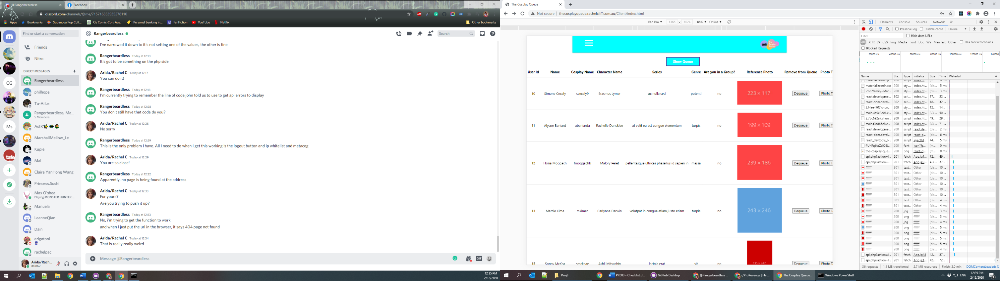 @Rangerbeardless
Facebook
discord.com/channels/@me/715716353935278110
Apps
Bookmarks
Supanova Pop Cult...
Oz Comic-Con: Aus...
Personal banking in...
FanFiction
YouTube
Netflix
Other bookmarks
Find or start a conversation
Friends
Nitro
DIRECT MESSAGES
Rangerbeardless
philhope
Tu-Ai Le
Rangerbeardless, Ma...
5 Members
AstR
MarshallMellow_Le
Kupie
Mal
Claire YanHong Wang
Princess.Sushi
Max O'shea
Playing MONSTER HUNTER:...
Manuela
LeanneQian
Dain
arigatoni
rachelpac
Arida/Rach...
#0862
CG
Ms
tafe
@ Rangerbeardless
Search
I've narrowed it down to it's not setting one of the values, the other is fine
Rangerbeardless Today at 12:10
It's got to be something on the php side
Arida/Rachel C Today at 12:17
You can do it!
Rangerbeardless Today at 12:18
I'm currently trying to remember the line of code john told us to use to get api errors to display
Rangerbeardless Today at 12:28
You don't still have that code do you?
Arida/Rachel C Today at 12:28
No sorry
Rangerbeardless Today at 12:29
This is the only problem I have. All I need to do when I get this working is the logout button and ip whitelist and metacog
Arida/Rachel C Today at 12:29
You are so close!
Rangerbeardless Today at 12:32
Apparently, no page is being found at the address
Arida/Rachel C Today at 12:33
For yours?
Are you trying to push it up?
Rangerbeardless Today at 12:33
No, i'm trying to get the function to work
and when I just put the url in the browser, it says 404 page not found
Arida/Rachel C Today at 12:34
That is really really weird
Message @Rangerbeardless
GIF
12:35 PM
2/12/2020
The Cosplay Queue
Not secure | thecosplayqueue.rachelcliff.com.au/Client/index.html
iPad Pro 1366 x 1024 86% Online
The Cosplay Queue
Show Queue
User Id Name Cosplay Name Character Name Series Genre Are you in a Group? Reference Photo Remove from Queue Photo T
10 Simone Cecely scecely9 Erasmus Lymer ac nulla sed potenti no 223 × 117 Dequeue Photo T
11 Alyson Baniard abaniarda Rachelle Duncklee at velit eu est congue elementum turpis no 199 × 109 Dequeue Photo T
12 Floria Moggach fmoggachb Malory Peret pellentesque ultrices phasellus id sapien in massa no 239 × 186 Dequeue Photo T
13 Marcie Kime mkimec Carlynne Derwin volutpat in congue etiam justo etiam turpis no 243 × 246 Dequeue Photo T
15 Sonny McKea smckeae Ashli Mityashin lacinia erat sit no 135 × 242 Dequeue Photo T
Elements Console Sources Network
Preserve log Disable cache Online
Filter Hide data URLs
All XHR JS CSS Img Media Font Doc WS Manifest Other Has blocked cookies
Blocked Requests
20000 ms 40000 ms 60000 ms 80000 ms 100000 ms 120000 ms 140000
Name Sta... Type Initiator Size Time Waterfall
materialize.min.js 200 script index.ht... (m... 0 ms
materialize.min.css 200 styl... index.ht... (dis... 5 ms
icon?family=Mat... 200 styl... index.ht... (dis... 3 ms
react.developme... 302 scri... index.ht... 17... 32 ...
react-dom.devel... 302 scri... index.ht... 18... 32 ...
2.f4ae4707.chun... 200 styl... index.ht... 12... 14...
main.4a9e8e01.c... 200 styl... index.ht... 3.3 ... 50 ...
2.7bc692a7.chun... 200 script index.ht... 49... 29...
main.f3c865e8.c... 200 script index.ht... 9.3 ... 71 ...
react.developme... 200 script react.de... (dis... 2 ms
react-dom.devel... 200 script react-d... (dis... 6 ms
react_devtools_b... 200 script injectGl... 44... 5 ms
flUhRq6tzZclQEJ... 200 font icon?fa... (m... 0 ms
the-cosplay-que... 200 png react-d... (m... 0 ms
api.php?action=l... 201 fetch App.js:1... 72... 49...
api.php?action=... 201 fetch App.js:2... 4.3 ... 37...
ffffff 301 text... Other (dis... 10 ...
ffffff 301 text... Other (dis... 10 ...
ffffff 301 text... Other (dis... 10 ...
ffffff 301 text... Other (dis... 10 ...
ffffff 301 text... Other (dis... 10 ...
ffffff 301 text... Other (dis... 10 ...
ffffff 301 text... Other (dis... 4 ms
ffffff 301 text... Other (dis... 4 ms
ffffff 200 jpg ffffff (dis... 3 ms
ffffff 200 png ffffff (dis... 3 ms
ffffff 200 jpg ffffff (dis... 4 ms
ffffff 200 png ffffff (dis... 5 ms
ffffff 200 png ffffff (dis... 5 ms
ffffff 200 png ffffff (dis... 5 ms
ffffff 200 png ffffff (dis... 5 ms
ffffff 200 png ffffff (dis... 4 ms
api.php?action=l... 201 fetch App.js:48 42... 37...
api.php?action=l... 201 fetch App.js:1... 42... 72...
36 requests 1.1 MB transferred 2.7 MB resources Finish: 2.0 min DOMContentLoaded: 43
Proj3
PROJ3 - Checklist.d...
GitHub Desktop
@Rangerbeardless ...
r/ProRevenge | He ...
The Cosplay Queue...
Windows PowerShell
ENG
12:35 PM
2/12/2020